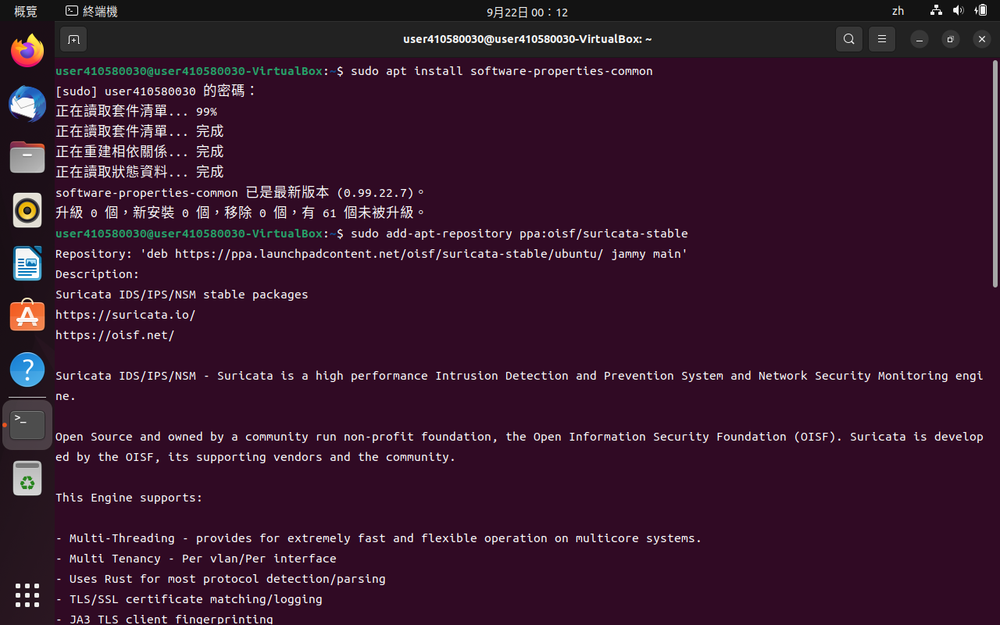 概覽
終端機
9月22日 00：12
zh
user410580030@user410580030-VirtualBox: ~
user410580030@user410580030-VirtualBox:~$ sudo apt install software-properties-common
[sudo] user410580030 的密碼：
正在讀取套件清單... 99%
正在讀取套件清單... 完成
正在重建相依關係... 完成
正在讀取狀態資料... 完成
software-properties-common 已是最新版本 (0.99.22.7)。
升級 0 個，新安裝 0 個，移除 0 個，有 61 個未被升級。
user410580030@user410580030-VirtualBox:~$ sudo add-apt-repository ppa:oisf/suricata-stable
Repository: 'deb https://ppa.launchpadcontent.net/oisf/suricata-stable/ubuntu/ jammy main'
Description:
Suricata IDS/IPS/NSM stable packages
https://suricata.io/
https://oisf.net/
Suricata IDS/IPS/NSM - Suricata is a high performance Intrusion Detection and Prevention System and Network Security Monitoring engi
ne.
Open Source and owned by a community run non-profit foundation, the Open Information Security Foundation (OISF). Suricata is develop
ed by the OISF, its supporting vendors and the community.
This Engine supports:
- Multi-Threading - provides for extremely fast and flexible operation on multicore systems.
- Multi Tenancy - Per vlan/Per interface
- Uses Rust for most protocol detection/parsing
- TLS/SSL certificate matching/logging
- JA3 TLS client fingerprinting